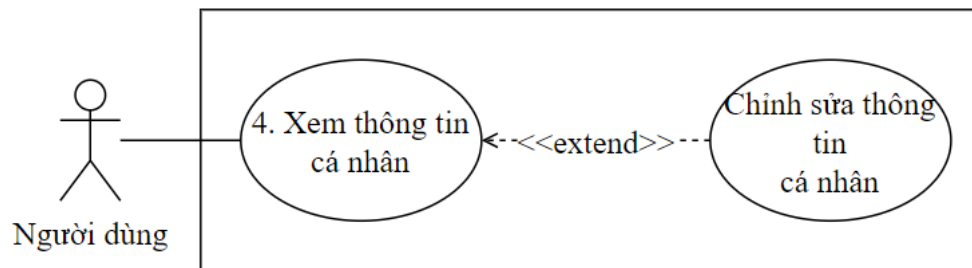 4. Xem thông tin
cá nhân
<<extend>>
Chỉnh sửa thông
tin
cá nhân
Người dùng